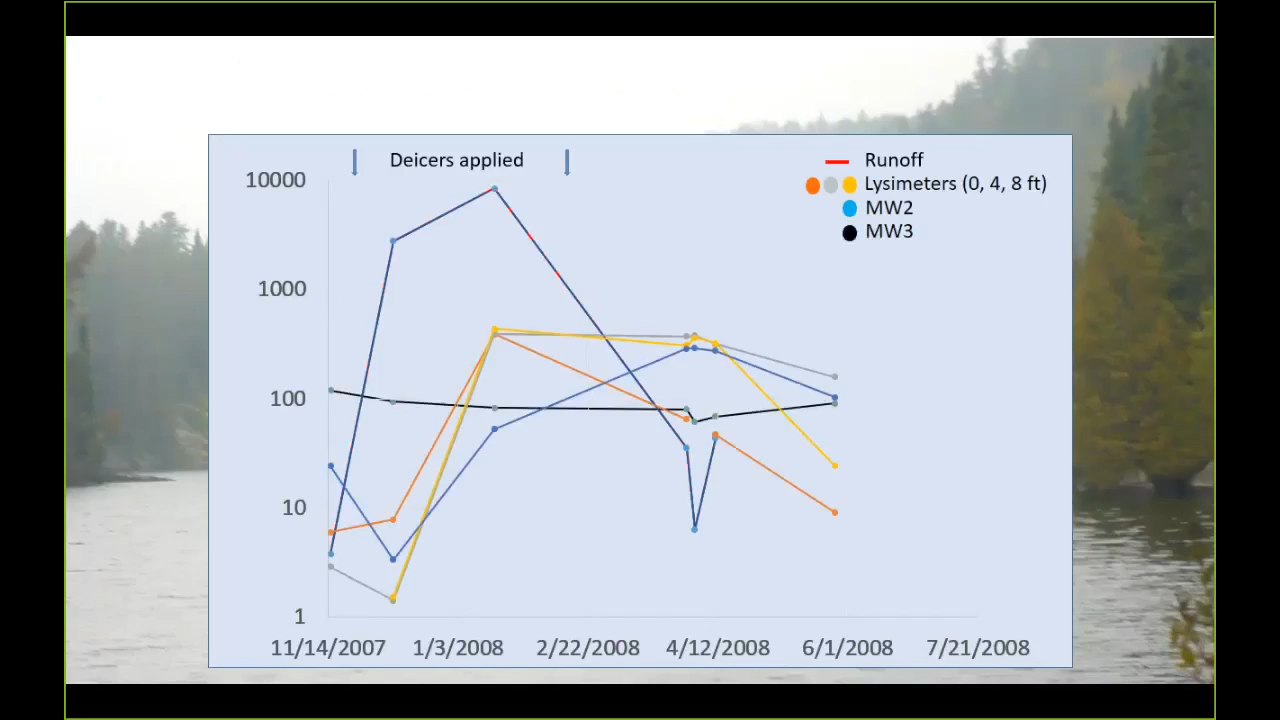 Deicers applied
Runoff
Lysimeters (0, 4, 8 ft)
MW2
MW3
10000
1000
100
10
1
11/14/2007 1/3/2008 2/22/2008 4/12/2008 6/1/2008 7/21/2008